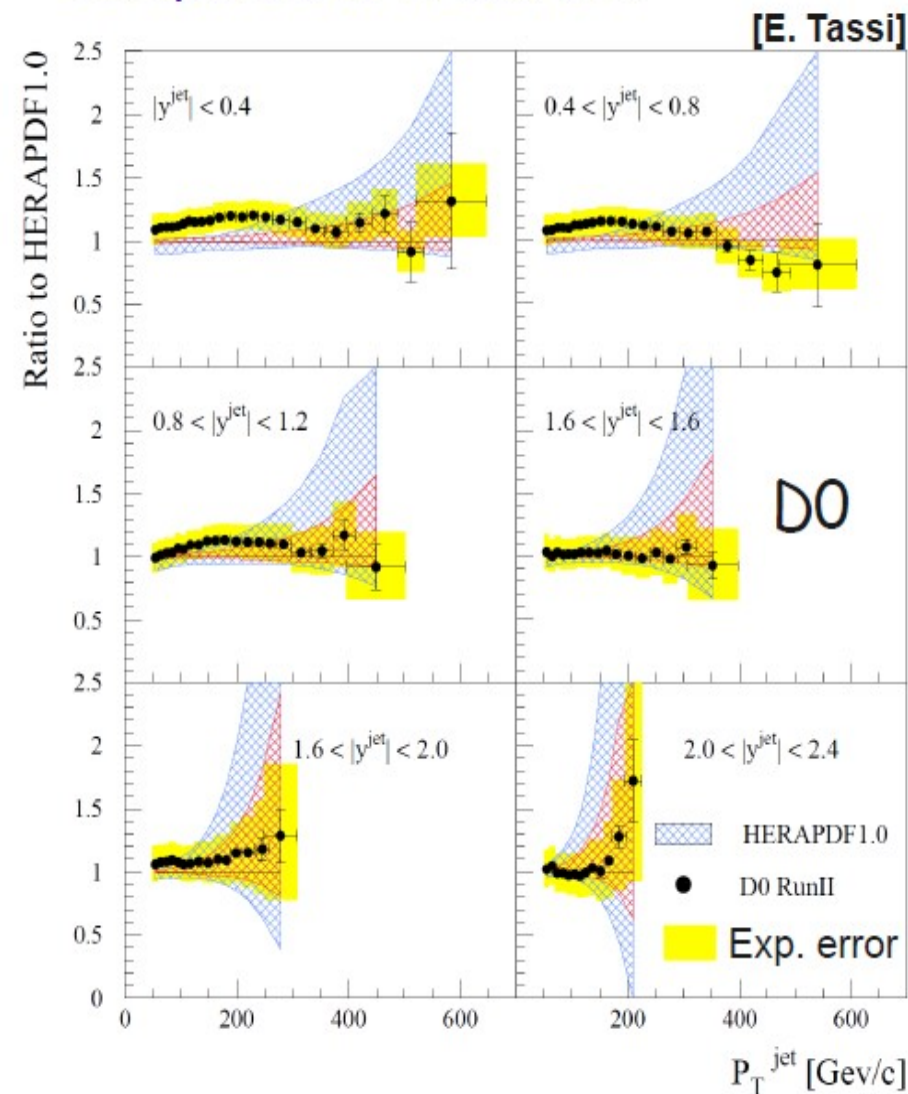 [E. Tassi]
Ratio to HERAPDF1.0
2.5
2
1.5
1
0.5
|y^jet| < 0.4
0.4 < |y^jet| < 0.8
2.5
2
1.5
1
0.5
0.8 < |y^jet| < 1.2
1.6 < |y^jet| < 1.6
D0
2.5
2
1.5
1
0.5
0
1.6 < |y^jet| < 2.0
2.0 < |y^jet| < 2.4
HERAPDF1.0
D0 RunII
Exp. error
0 200 400 600 200 400 600
P_T^jet [Gev/c]